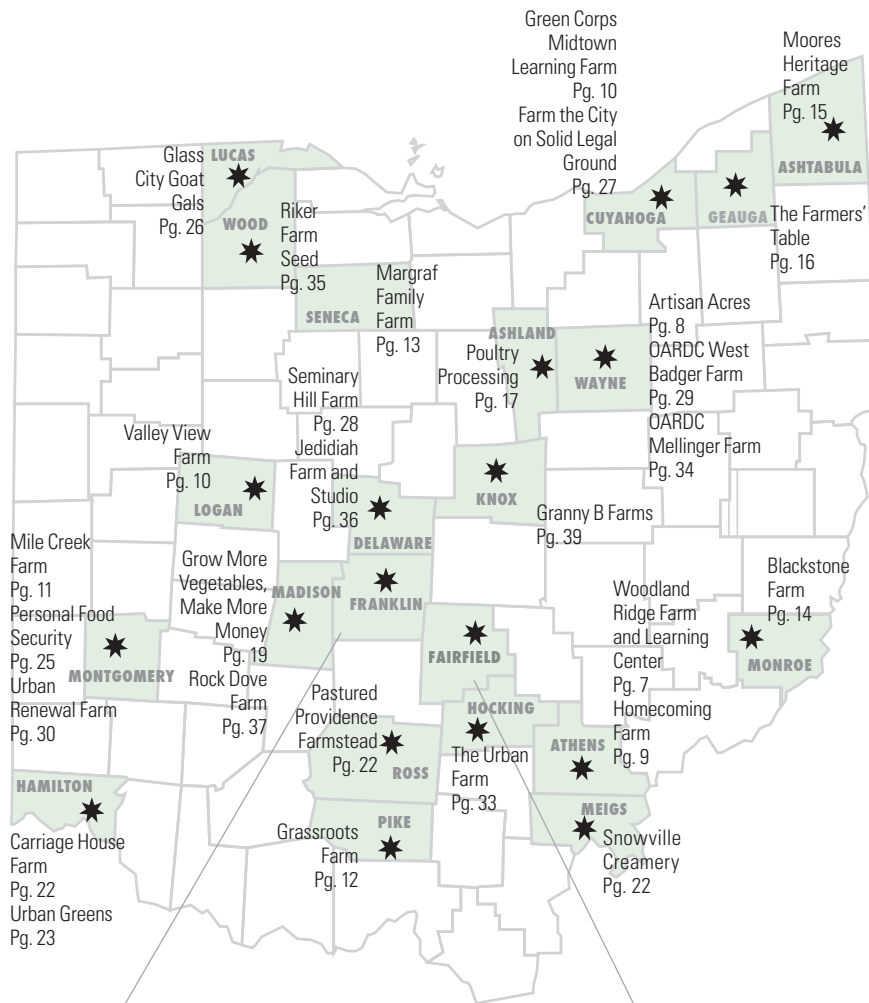 Green Corps
Midtown
Learning Farm
Pg. 10
Farm the City
on Solid Legal
Ground
Pg. 27
Moores
Heritage
Farm
Pg. 15
ASHTABULA
CUYAHOGA
GEAUGA
The Farmers’
Table
Pg. 16
Glass
City Goat
Gals
Pg. 26
LUCAS
WOOD
Riker
Farm
Seed
Pg. 35
SENECA
Margraf
Family
Farm
Pg. 13
ASHLAND
Poultry
Processing
Pg. 17
WAYNE
Artisan Acres
Pg. 8
OARDC West
Badger Farm
Pg. 29
OARDC
Mellinger Farm
Pg. 34
Seminary
Hill Farm
Pg. 28
Jedidiah
Farm and
Studio
Pg. 36
Valley View
Farm
Pg. 10
LOGAN
DELAWARE
KNOX
Granny B Farms
Pg. 39
Mile Creek
Farm
Pg. 11
Personal Food
Security
Pg. 25
Urban
Renewal Farm
Pg. 30
MONTGOMERY
Grow More
Vegetables,
Make More
Money
Pg. 19
Rock Dove
Farm
Pg. 37
MADISON
FRANKLIN
FAIRFIELD
Woodland
Ridge Farm
and Learning
Center
Pg. 7
Homecoming
Farm
Pg. 9
Blackstone
Farm
Pg. 14
MONROE
Pastured
Providence
Farmstead
Pg. 22
ROSS
HOCKING
The Urban
Farm
Pg. 33
ATHENS
MEIGS
Snowville
Creamery
Pg. 22
HAMILTON
Carriage House
Farm
Pg. 22
Urban Greens
Pg. 23
Grassroots
Farm
Pg. 12
PIKE